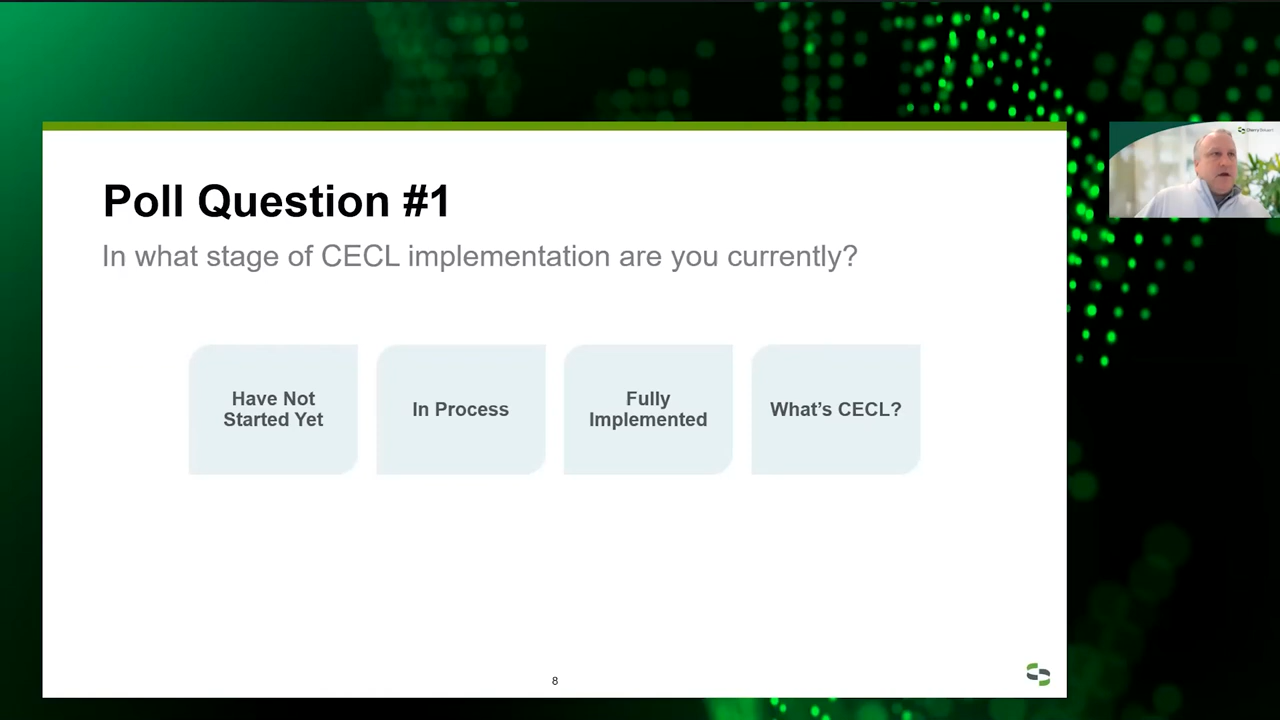 Poll Question #1
In what stage of CECL implementation are you currently?
Have Not
Started Yet
In Process
Fully
Implemented
What's CECL?
8